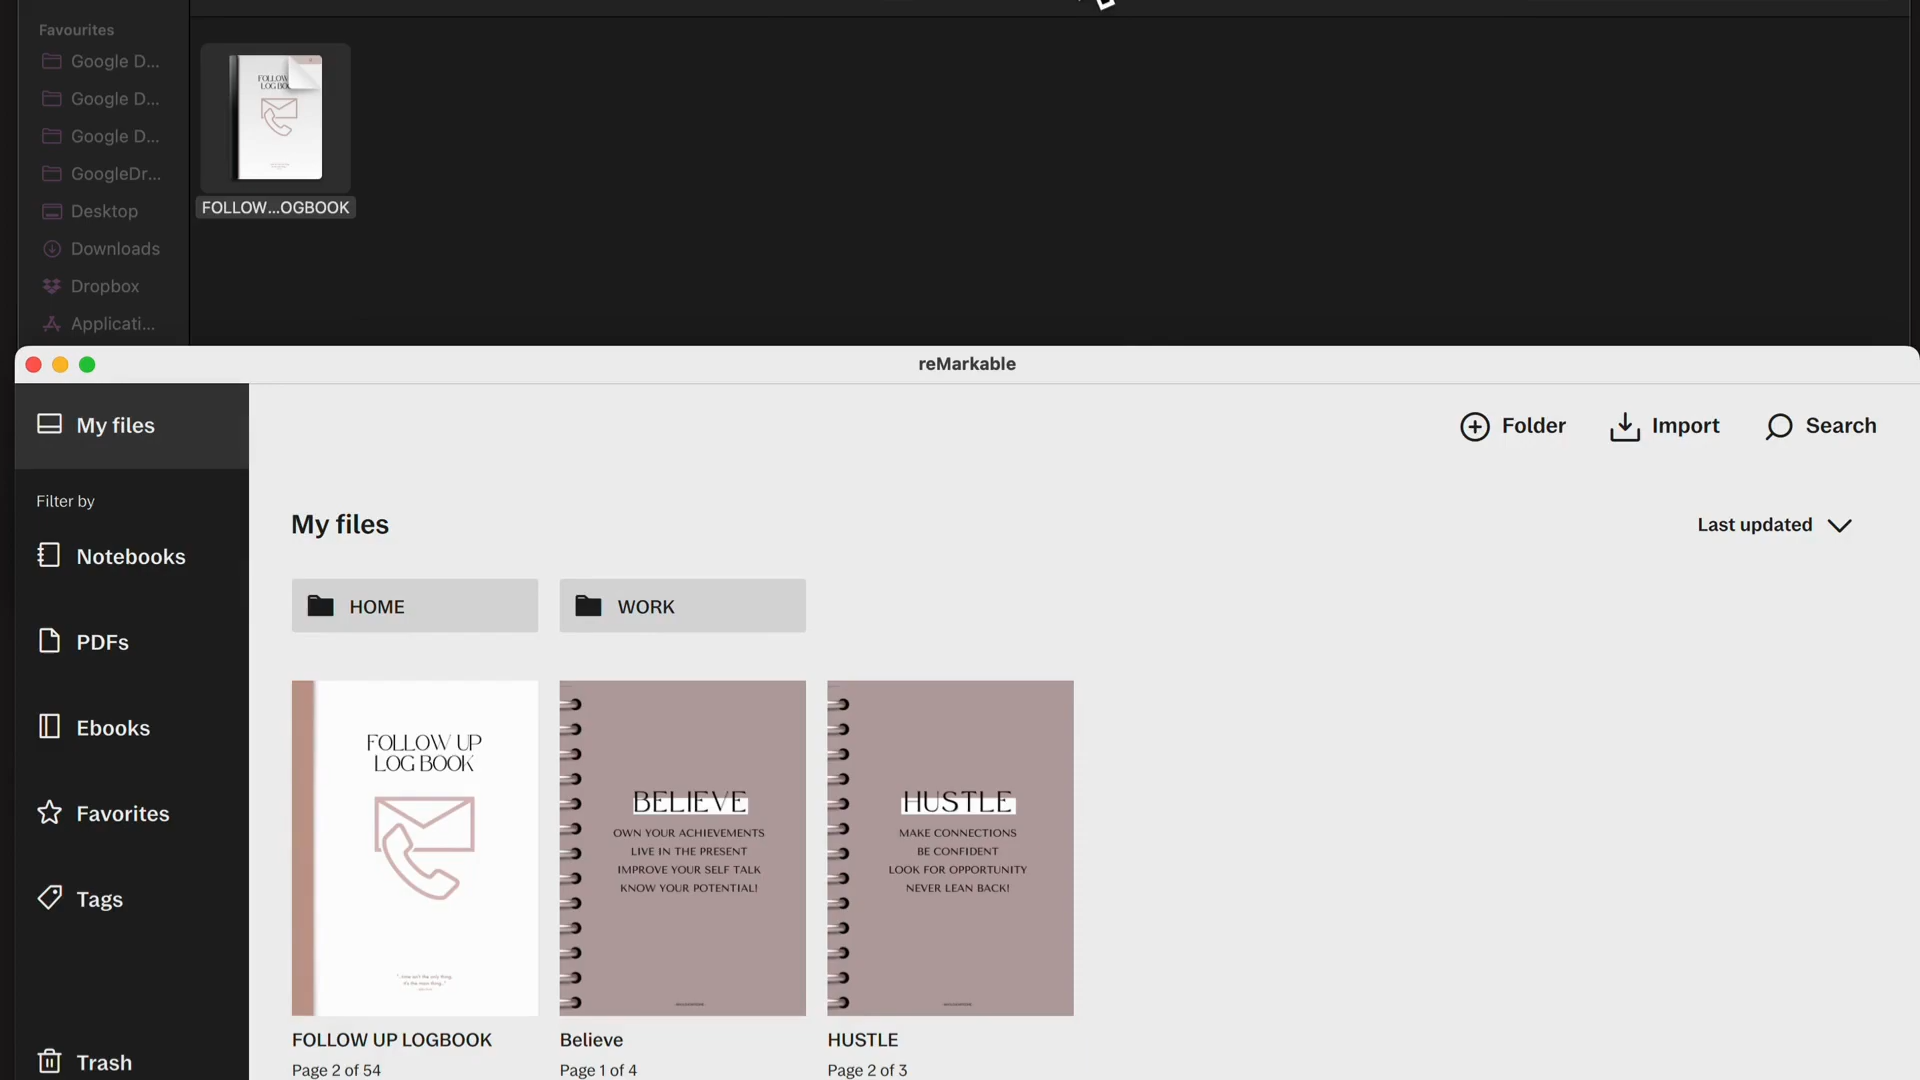 Favourites
Google D...
Google D...
Google D...
GoogleDr...
Desktop
Downloads
Dropbox
Applicati...
FOLLOW UP
LOG BOOK
FOLLOW...OGBOOK
reMarkable
My files
Folder
Import
Search
Filter by
Notebooks
PDFs
Ebooks
Favorites
Tags
Trash
My files
Last updated
HOME
WORK
FOLLOW UP
LOG BOOK
FOLLOW UP LOGBOOK
Page 2 of 54
BELIEVE
OWN YOUR ACHIEVEMENTS
LIVE IN THE PRESENT
IMPROVE YOUR SELF TALK
KNOW YOUR POTENTIAL!
Believe
Page 1 of 4
HUSTLE
MAKE CONNECTIONS
BE CONFIDENT
LOOK FOR OPPORTUNITY
NEVER LEAN BACK!
HUSTLE
Page 2 of 3